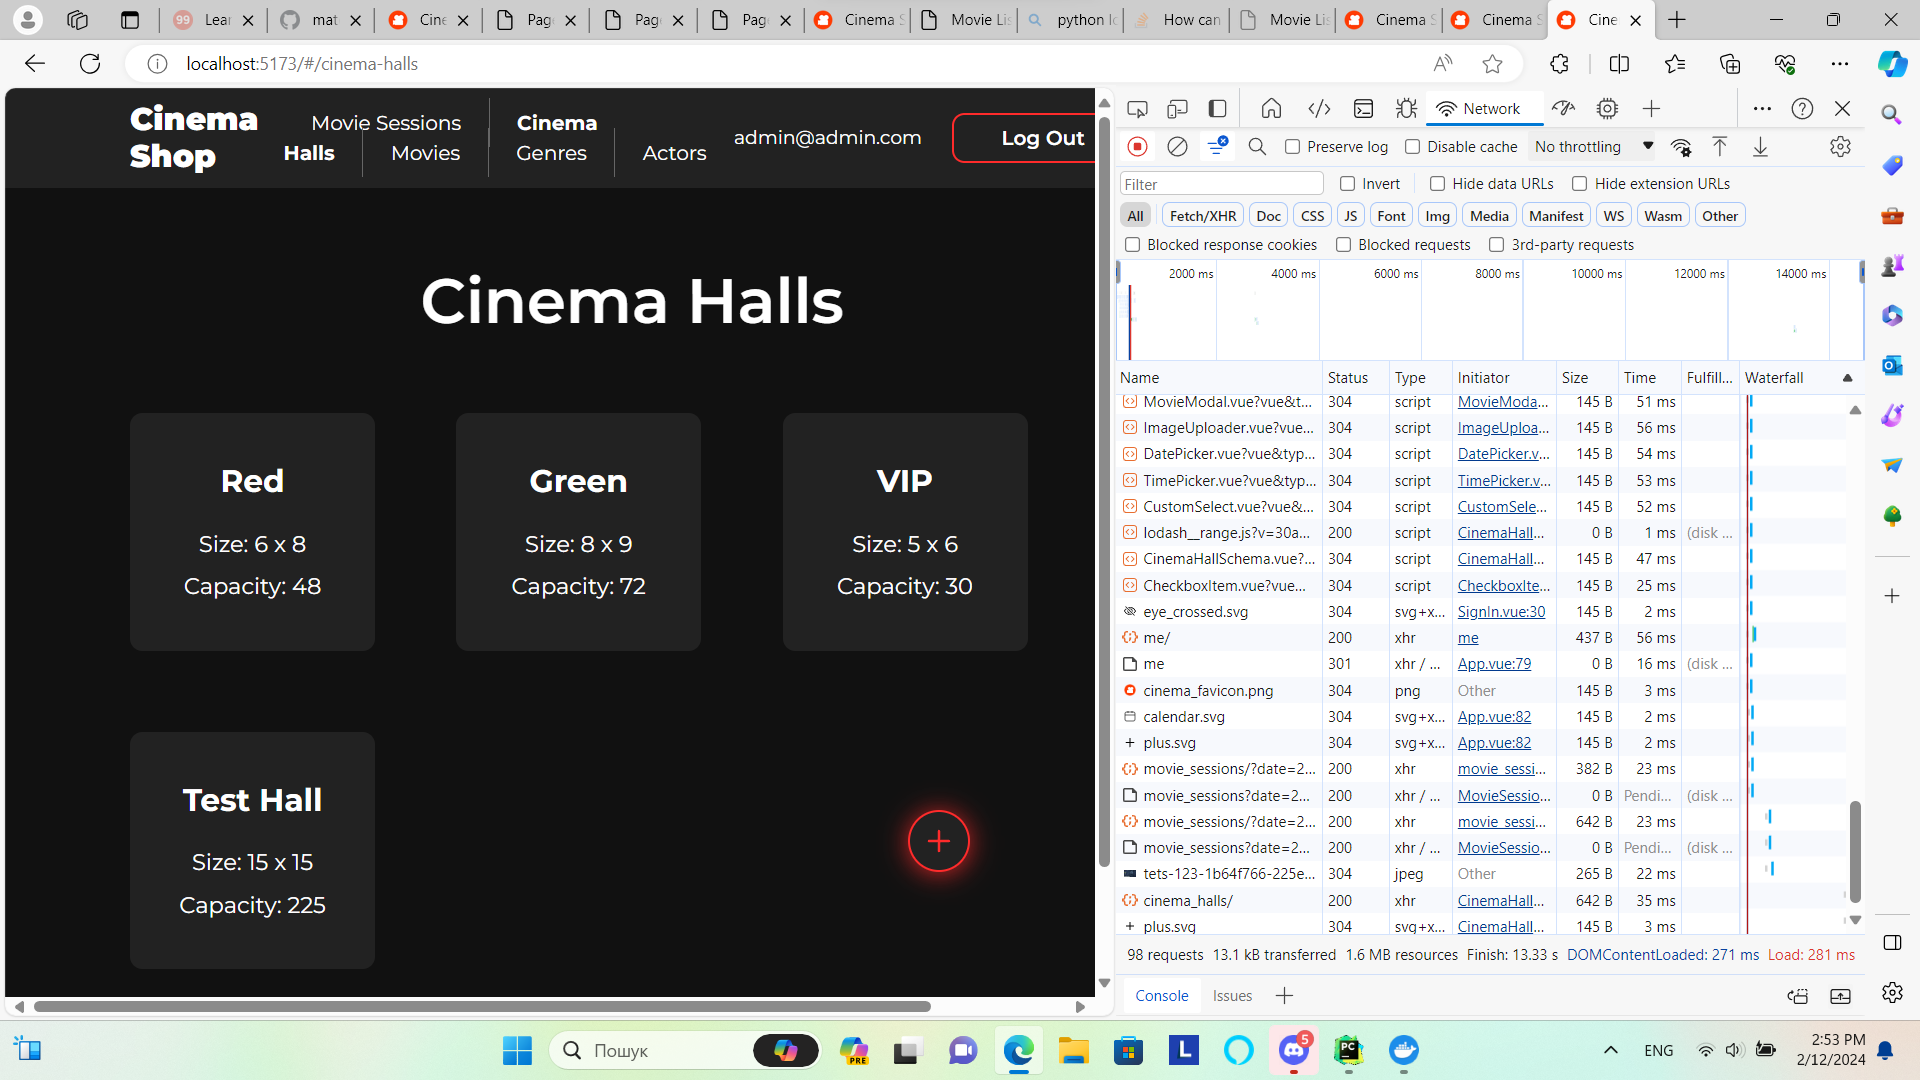 99 Lear
mat
Cine
Page
Page
Page
Cinema S
Movie Lis
python lo
How can
Movie Lis
Cinema S
Cinema S
Cine
localhost:5173/#/cinema-halls
Cinema Shop
Movie Sessions
Cinema Halls
Movies
Genres
Actors
admin@admin.com
Log Out
Cinema Halls
Red
Size: 6 x 8
Capacity: 48
Green
Size: 8 x 9
Capacity: 72
VIP
Size: 5 x 6
Capacity: 30
Test Hall
Size: 15 x 15
Capacity: 225
Network
Preserve log
Disable cache
No throttling
Filter
Invert
Hide data URLs
Hide extension URLs
All Fetch/XHR Doc CSS JS Font Img Media Manifest WS Wasm Other
Blocked response cookies
Blocked requests
3rd-party requests
2000 ms 4000 ms 6000 ms 8000 ms 10000 ms 12000 ms 14000 ms
Name Status Type Initiator Size Time Fulfill... Waterfall
MovieModal.vue?vue&t... 304 script MovieModa... 145 B 51 ms
ImageUploader.vue?vue... 304 script ImageUploa... 145 B 56 ms
DatePicker.vue?vue&typ... 304 script DatePicker.v... 145 B 54 ms
TimePicker.vue?vue&typ... 304 script TimePicker.v... 145 B 53 ms
CustomSelect.vue?vue&... 304 script CustomSele... 145 B 52 ms
lodash__range.js?v=30a... 200 script CinemaHall... 0 B 1 ms (disk ...
CinemaHallSchema.vue?... 304 script CinemaHall... 145 B 47 ms
CheckboxItem.vue?vue... 304 script CheckboxIte... 145 B 25 ms
eye_crossed.svg 304 svg+x... SignIn.vue:30 145 B 2 ms
me/ 200 xhr me 437 B 56 ms
me 301 xhr / ... App.vue:79 0 B 16 ms (disk ...
cinema_favicon.png 304 png Other 145 B 3 ms
calendar.svg 304 svg+x... App.vue:82 145 B 2 ms
plus.svg 304 svg+x... App.vue:82 145 B 2 ms
movie_sessions/?date=2... 200 xhr movie_sessi... 382 B 23 ms
movie_sessions?date=2... 200 xhr / ... MovieSessio... 0 B Pendi... (disk ...
movie_sessions/?date=2... 200 xhr movie_sessi... 642 B 23 ms
movie_sessions?date=2... 200 xhr / ... MovieSessio... 0 B Pendi... (disk ...
tets-123-1b64f766-225e... 304 jpeg Other 265 B 22 ms
cinema_halls/ 200 xhr CinemaHall... 642 B 35 ms
plus.svg 304 svg+x... CinemaHall... 145 B 3 ms
98 requests 13.1 kB transferred 1.6 MB resources Finish: 13.33 s DOMContentLoaded: 271 ms Load: 281 ms
Console Issues
Пошук
PRE
L
5
PC
ENG
2:53 PM
2/12/2024